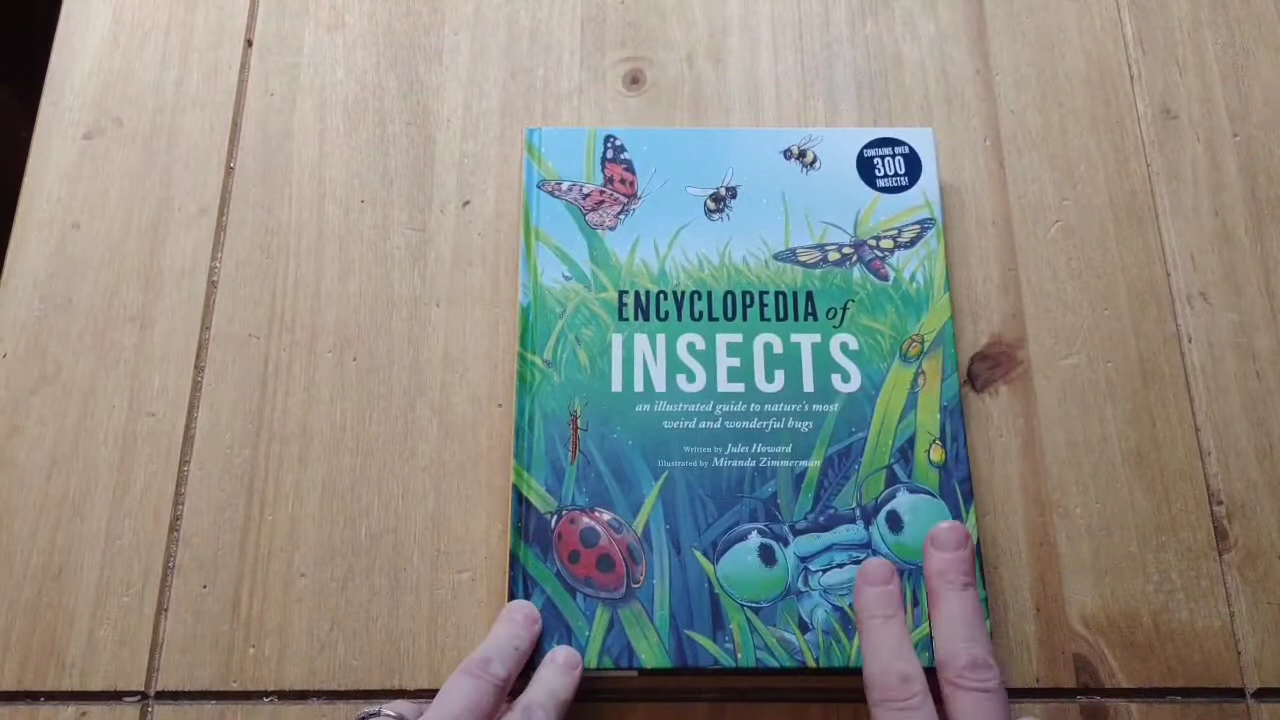 CONTAINS OVER
300
INSECTS!
ENCYCLOPEDIA of
INSECTS
an illustrated guide to nature's most
weird and wonderful bugs
Written by Jules Howard
Illustrated by Miranda Zimmerman